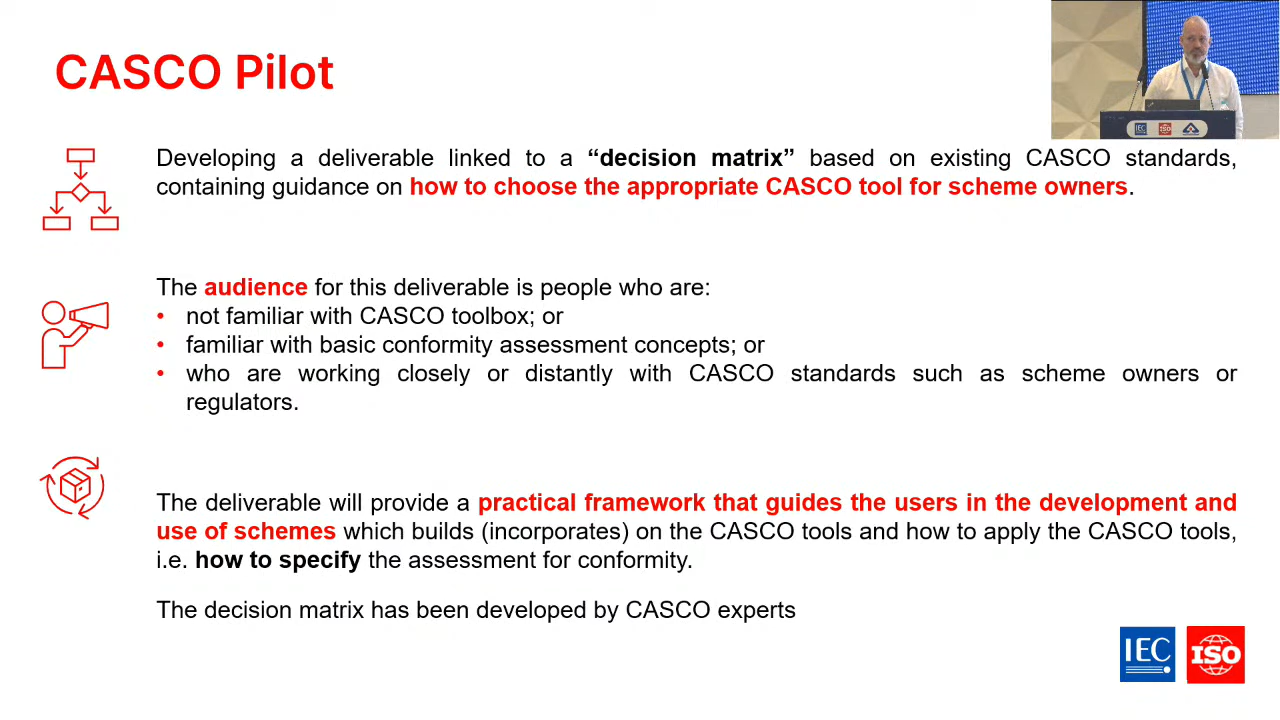 CASCO Pilot
Developing a deliverable linked to a “decision matrix” based on existing CASCO standards,
containing guidance on how to choose the appropriate CASCO tool for scheme owners.
The audience for this deliverable is people who are:
• not familiar with CASCO toolbox; or
• familiar with basic conformity assessment concepts; or
• who are working closely or distantly with CASCO standards such as scheme owners or
regulators.
The deliverable will provide a practical framework that guides the users in the development and
use of schemes which builds (incorporates) on the CASCO tools and how to apply the CASCO tools,
i.e. how to specify the assessment for conformity.
The decision matrix has been developed by CASCO experts
IEC ISO
IEC ISO